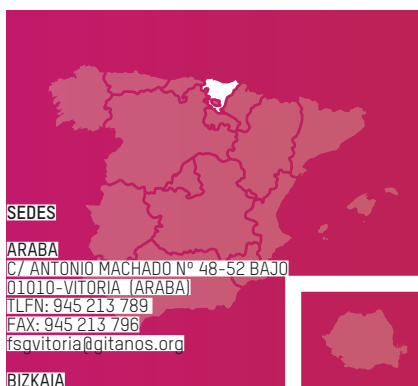 SEDES
ARABA
C/ ANTONIO MACHADO Nº 48-52 BAJO
01010-VITORIA (ARABA)
TLFN: 945 213 789
FAX: 945 213 796
fsgvitoria@gitanos.org
BIZKAIA